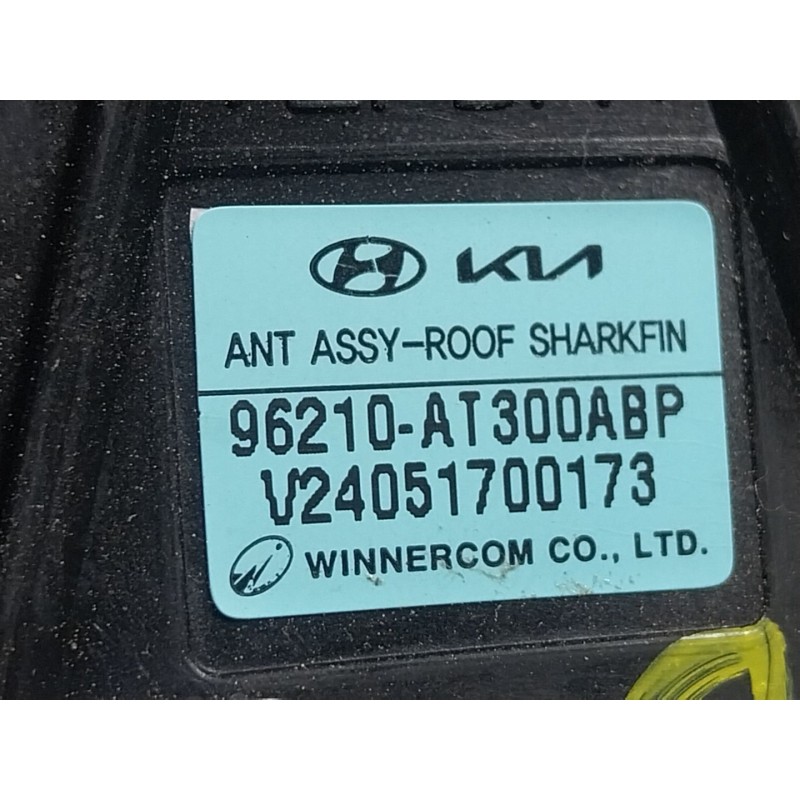 KIA
ANT ASSY-ROOF SHARKFIN
96210-AT300ABP
V24051700173
WINNERCOM CO., LTD.